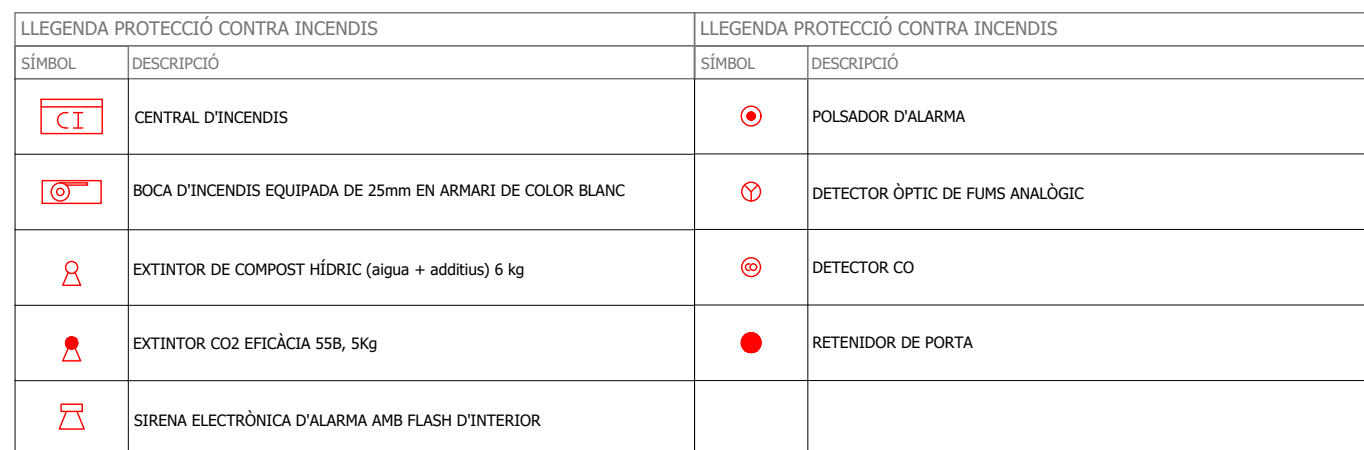 LLEGENDA PROTECCIÓ CONTRA INCENDIS
SÍMBOL DESCRIPCIÓ
CI CENTRAL D'INCENDIS
BOCA D'INCENDIS EQUIPADA DE 25mm EN ARMARI DE COLOR BLANC
EXTINTOR DE COMPOST HÍDRIC (aigua + additius) 6 kg
EXTINTOR CO2 EFICÀCIA 55B, 5Kg
SIRENA ELECTRÒNICA D'ALARMA AMB FLASH D'INTERIOR
LLEGENDA PROTECCIÓ CONTRA INCENDIS
SÍMBOL DESCRIPCIÓ
POLSADOR D'ALARMA
DETECTOR ÒPTIC DE FUMS ANALÒGIC
DETECTOR CO
RETENIDOR DE PORTA